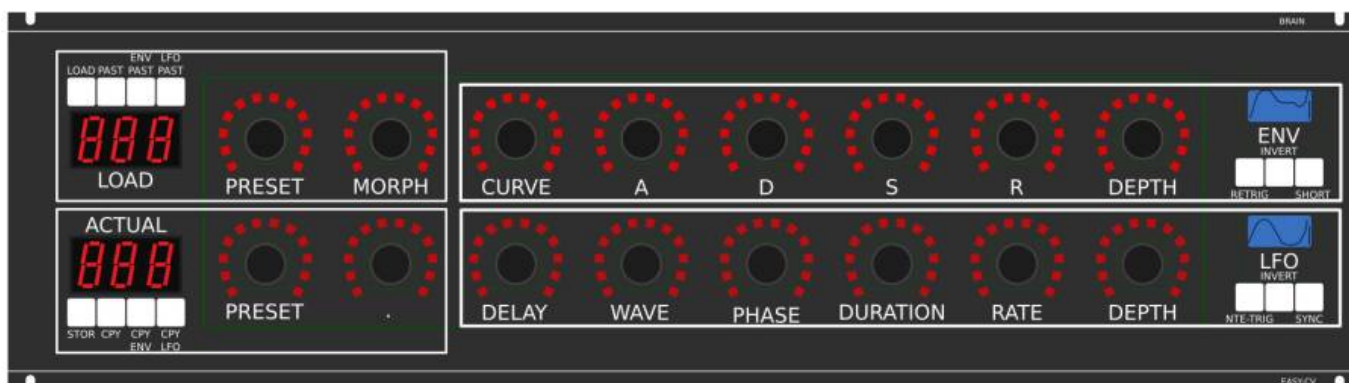 BRAIN
ENV LFO
LOAD PAST PAST PAST
888
LOAD
PRESET MORPH
CURVE A D S R DEPTH
ENV
INVERT
RETRIG SHORT
ACTUAL
888
STOR CPY CPY CPY
ENV LFO
PRESET .
DELAY WAVE PHASE DURATION RATE DEPTH
LFO
INVERT
NTE-TRIG SYNC
EASY-CV